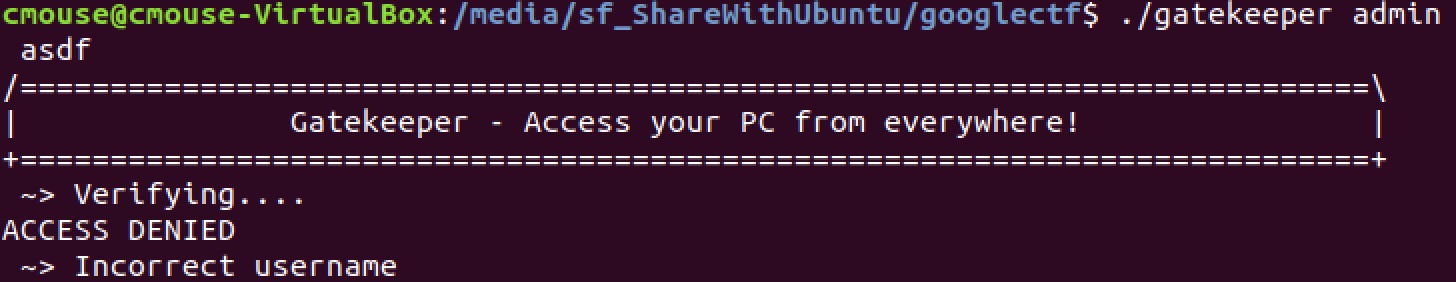 cmouse@cmouse-VirtualBox:/media/sf_ShareWithUbuntu/googlectf$ ./gatekeeper admin
 asdf
/===========================================================================\
|               Gatekeeper - Access your PC from everywhere!                |
+===========================================================================+
 ~> Verifying....
ACCESS DENIED
 ~> Incorrect username